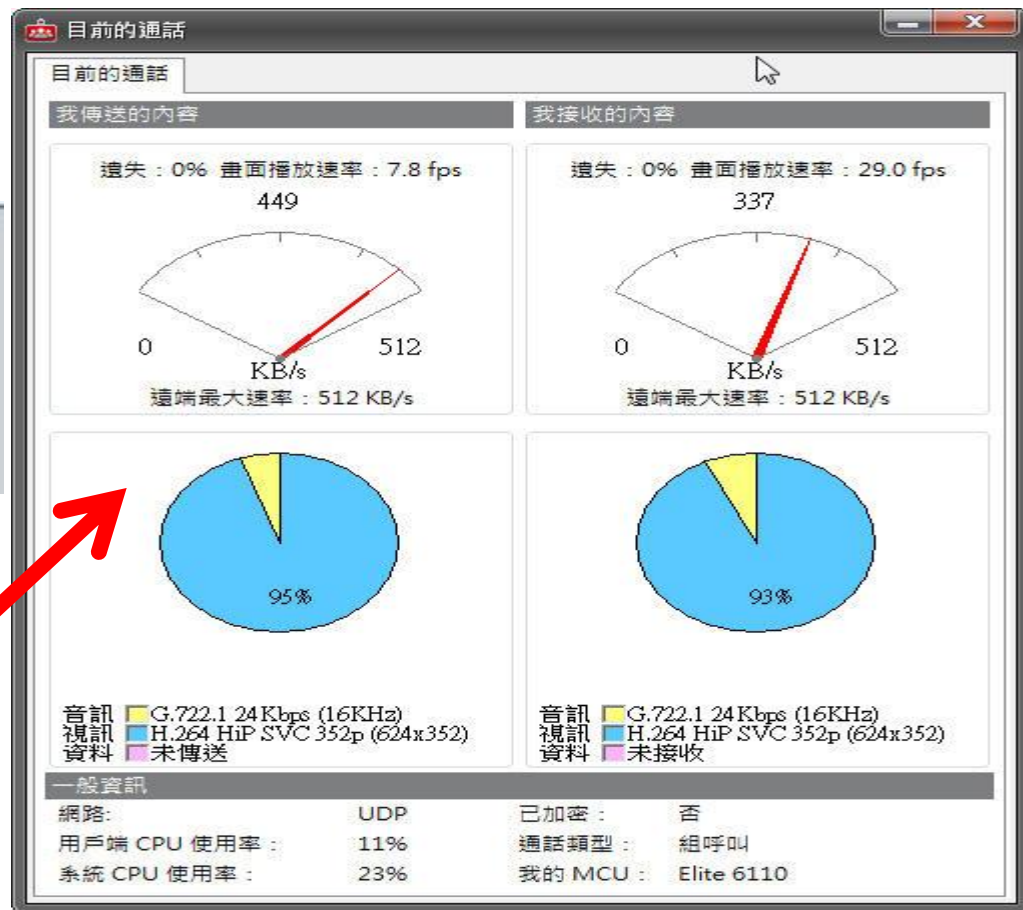 目前的通話
目前的通話
我傳送的內容
遺失：0% 畫面播放速率：7.8 fps
449
0
512
KB/s
遠端最大速率：512 KB/s
95%
音訊 G.722.1 24 Kbps (16KHz)
視訊 H.264 HiP SVC 352p (624x352)
資料 未傳送
我接收的內容
遺失：0% 畫面播放速率：29.0 fps
337
0
512
KB/s
遠端最大速率：512 KB/s
93%
音訊 G.722.1 24 Kbps (16KHz)
視訊 H.264 HiP SVC 352p (624x352)
資料 未接收
一般資訊
網路: UDP 已加密： 否
用戶端 CPU 使用率： 11% 通話類型： 組呼叫
系統 CPU 使用率： 23% 我的 MCU： Elite 6110